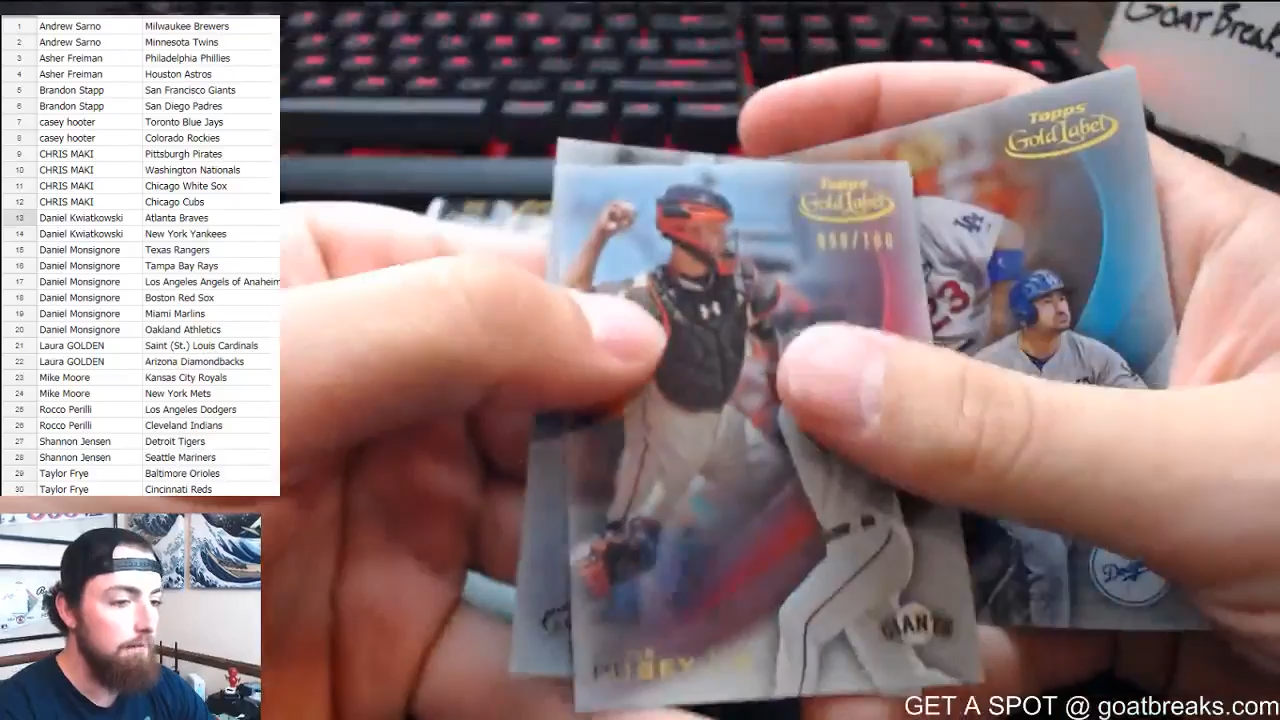 1 Andrew Sarno Milwaukee Brewers
2 Andrew Sarno Minnesota Twins
3 Asher Freiman Philadelphia Phillies
4 Asher Freiman Houston Astros
5 Brandon Stapp San Francisco Giants
6 Brandon Stapp San Diego Padres
7 casey hooter Toronto Blue Jays
8 casey hooter Colorado Rockies
9 CHRIS MAKI Pittsburgh Pirates
10 CHRIS MAKI Washington Nationals
11 CHRIS MAKI Chicago White Sox
12 CHRIS MAKI Chicago Cubs
13 Daniel Kwiatkowski Atlanta Braves
14 Daniel Kwiatkowski New York Yankees
15 Daniel Monsignore Texas Rangers
16 Daniel Monsignore Tampa Bay Rays
17 Daniel Monsignore Los Angeles Angels of Anaheim
18 Daniel Monsignore Boston Red Sox
19 Daniel Monsignore Miami Marlins
20 Daniel Monsignore Oakland Athletics
21 Laura GOLDEN Saint (St.) Louis Cardinals
22 Laura GOLDEN Arizona Diamondbacks
23 Mike Moore Kansas City Royals
24 Mike Moore New York Mets
25 Rocco Perilli Los Angeles Dodgers
26 Rocco Perilli Cleveland Indians
27 Shannon Jensen Detroit Tigers
28 Shannon Jensen Seattle Mariners
29 Taylor Frye Baltimore Orioles
30 Taylor Frye Cincinnati Reds
GOAT Break
Topps
Gold Label
Topps
Gold Label
LA
23
GIANTS
GET A SPOT @ goatbreaks.com